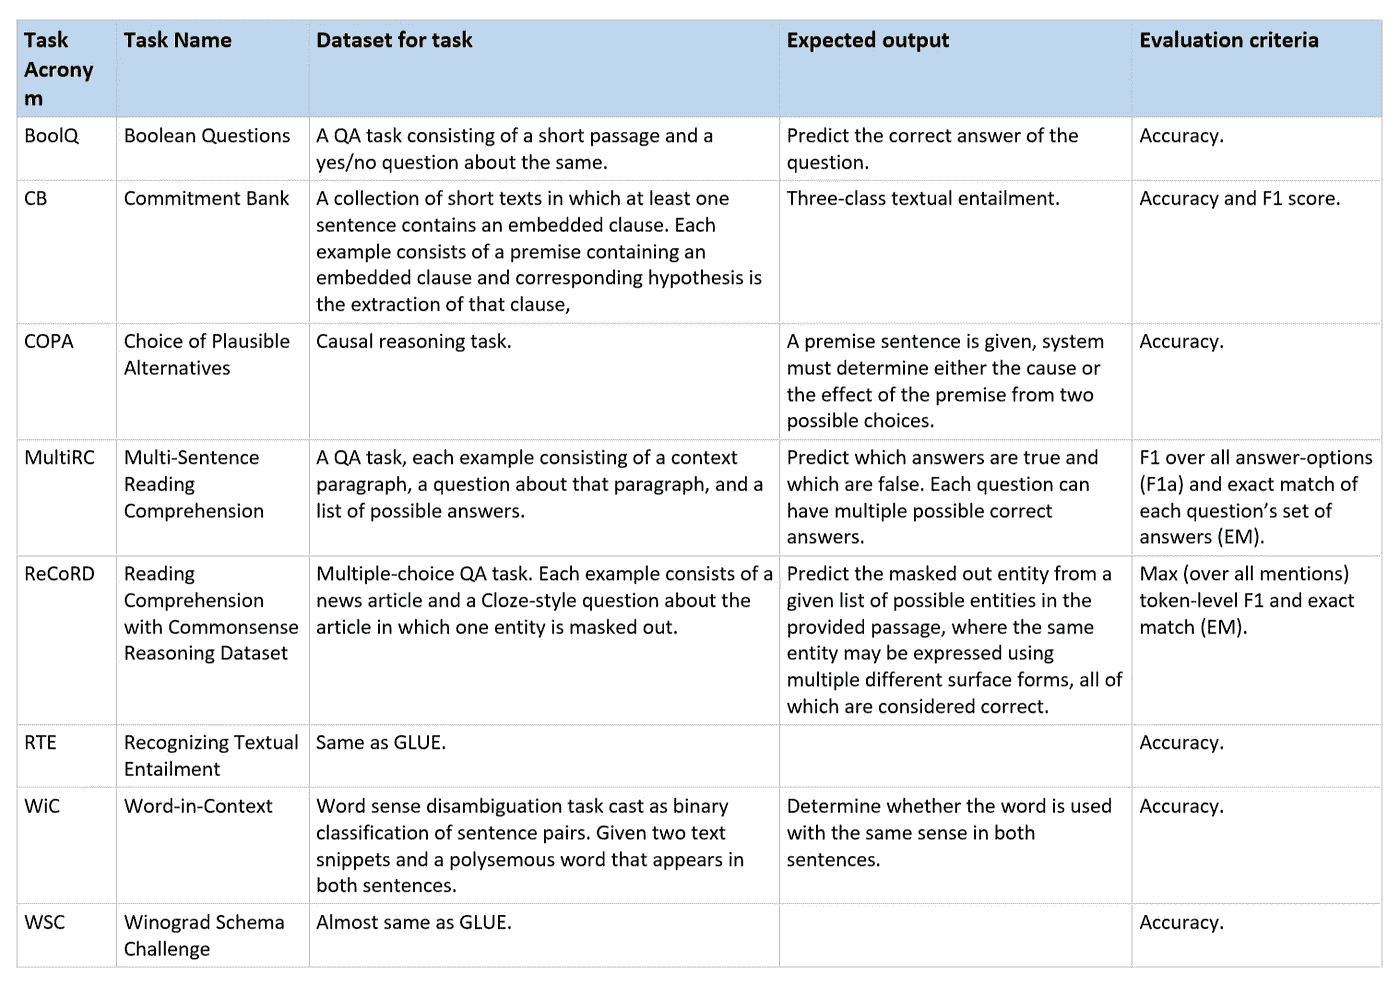 Task
Acrony
m
Task Name
Dataset for task
Expected output
Evaluation criteria
BoolQ
Boolean Questions
A QA task consisting of a short passage and a
yes/no question about the same.
Predict the correct answer of the
question.
Accuracy.
CB
Commitment Bank
A collection of short texts in which at least one
sentence contains an embedded clause. Each
example consists of a premise containing an
embedded clause and corresponding hypothesis is
the extraction of that clause,
Three-class textual entailment.
Accuracy and F1 score.
COPA
Choice of Plausible
Alternatives
Causal reasoning task.
A premise sentence is given, system
must determine either the cause or
the effect of the premise from two
possible choices.
Accuracy.
MultiRC
Multi-Sentence
Reading
Comprehension
A QA task, each example consisting of a context
paragraph, a question about that paragraph, and a
list of possible answers.
Predict which answers are true and
which are false. Each question can
have multiple possible correct
answers.
F1 over all answer-options
(F1a) and exact match of
each question’s set of
answers (EM).
ReCoRD
Reading
Comprehension
with Commonsense
Reasoning Dataset
Multiple-choice QA task. Each example consists of a
news article and a Cloze-style question about the
article in which one entity is masked out.
Predict the masked out entity from a
given list of possible entities in the
provided passage, where the same
entity may be expressed using
multiple different surface forms, all of
which are considered correct.
Max (over all mentions)
token-level F1 and exact
match (EM).
RTE
Recognizing Textual
Entailment
Same as GLUE.
Accuracy.
WiC
Word-in-Context
Word sense disambiguation task cast as binary
classification of sentence pairs. Given two text
snippets and a polysemous word that appears in
both sentences.
Determine whether the word is used
with the same sense in both
sentences.
Accuracy.
WSC
Winograd Schema
Challenge
Almost same as GLUE.
Accuracy.